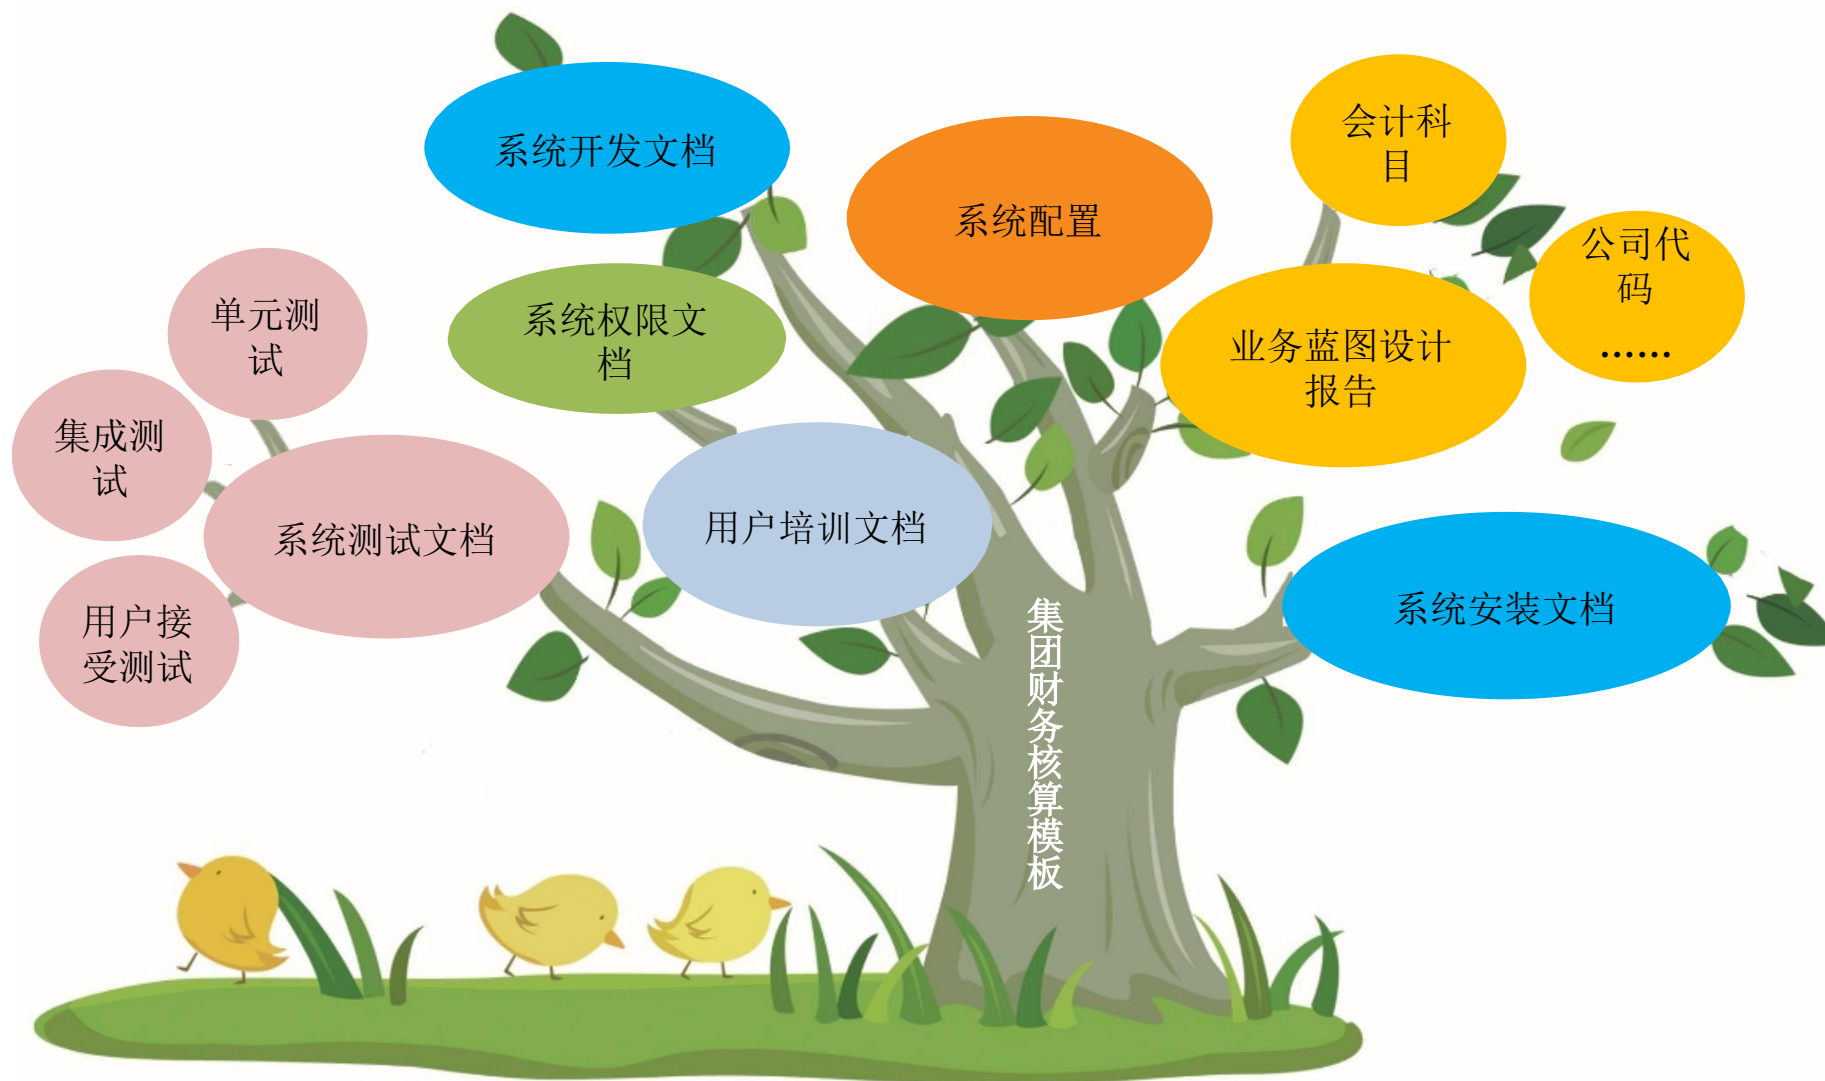 系统开发文档
系统配置
会计科
目
公司代
码
……
系统权限文
档
业务蓝图设计
报告
单元测
试
集成测
试
用户接
受测试
系统测试文档
用户培训文档
系统安装文档
集团财务核算模板